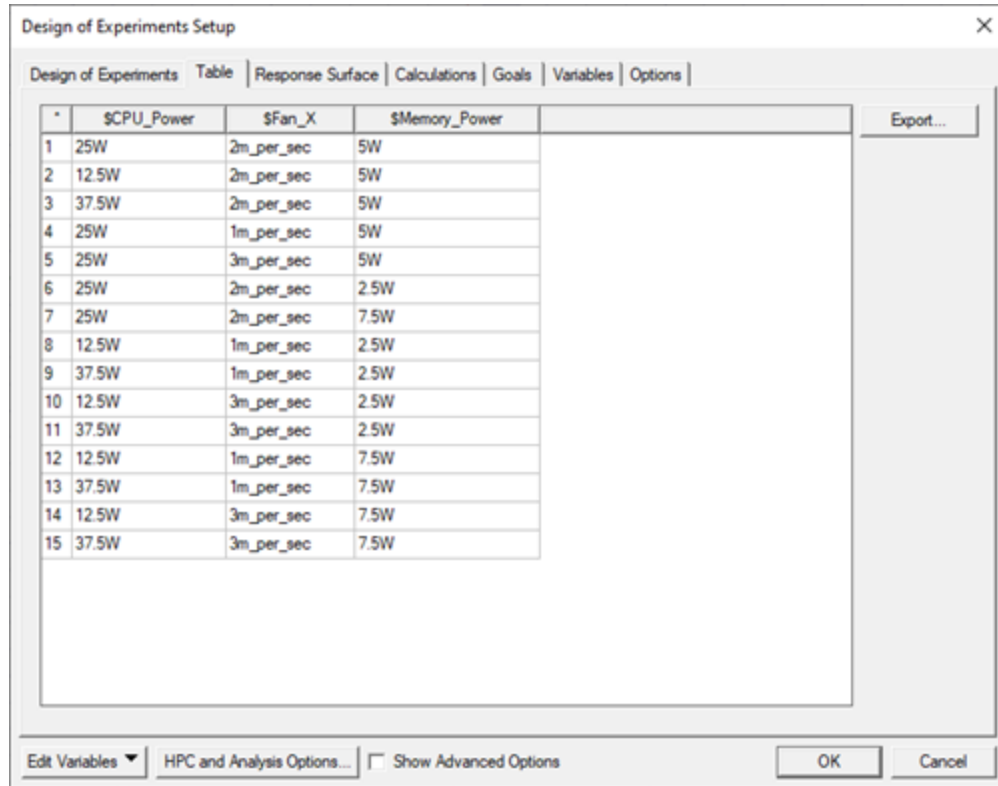 Design of Experiments Setup
Design of Experiments Table Response Surface Calculations Goals Variables Options
* $CPU_Power $Fan_X $Memory_Power Export...
1 25W 2m_per_sec 5W
2 12.5W 2m_per_sec 5W
3 37.5W 2m_per_sec 5W
4 25W 1m_per_sec 5W
5 25W 3m_per_sec 5W
6 25W 2m_per_sec 2.5W
7 25W 2m_per_sec 7.5W
8 12.5W 1m_per_sec 2.5W
9 37.5W 1m_per_sec 2.5W
10 12.5W 3m_per_sec 2.5W
11 37.5W 3m_per_sec 2.5W
12 12.5W 1m_per_sec 7.5W
13 37.5W 1m_per_sec 7.5W
14 12.5W 3m_per_sec 7.5W
15 37.5W 3m_per_sec 7.5W
Edit Variables HPC and Analysis Options... Show Advanced Options OK Cancel